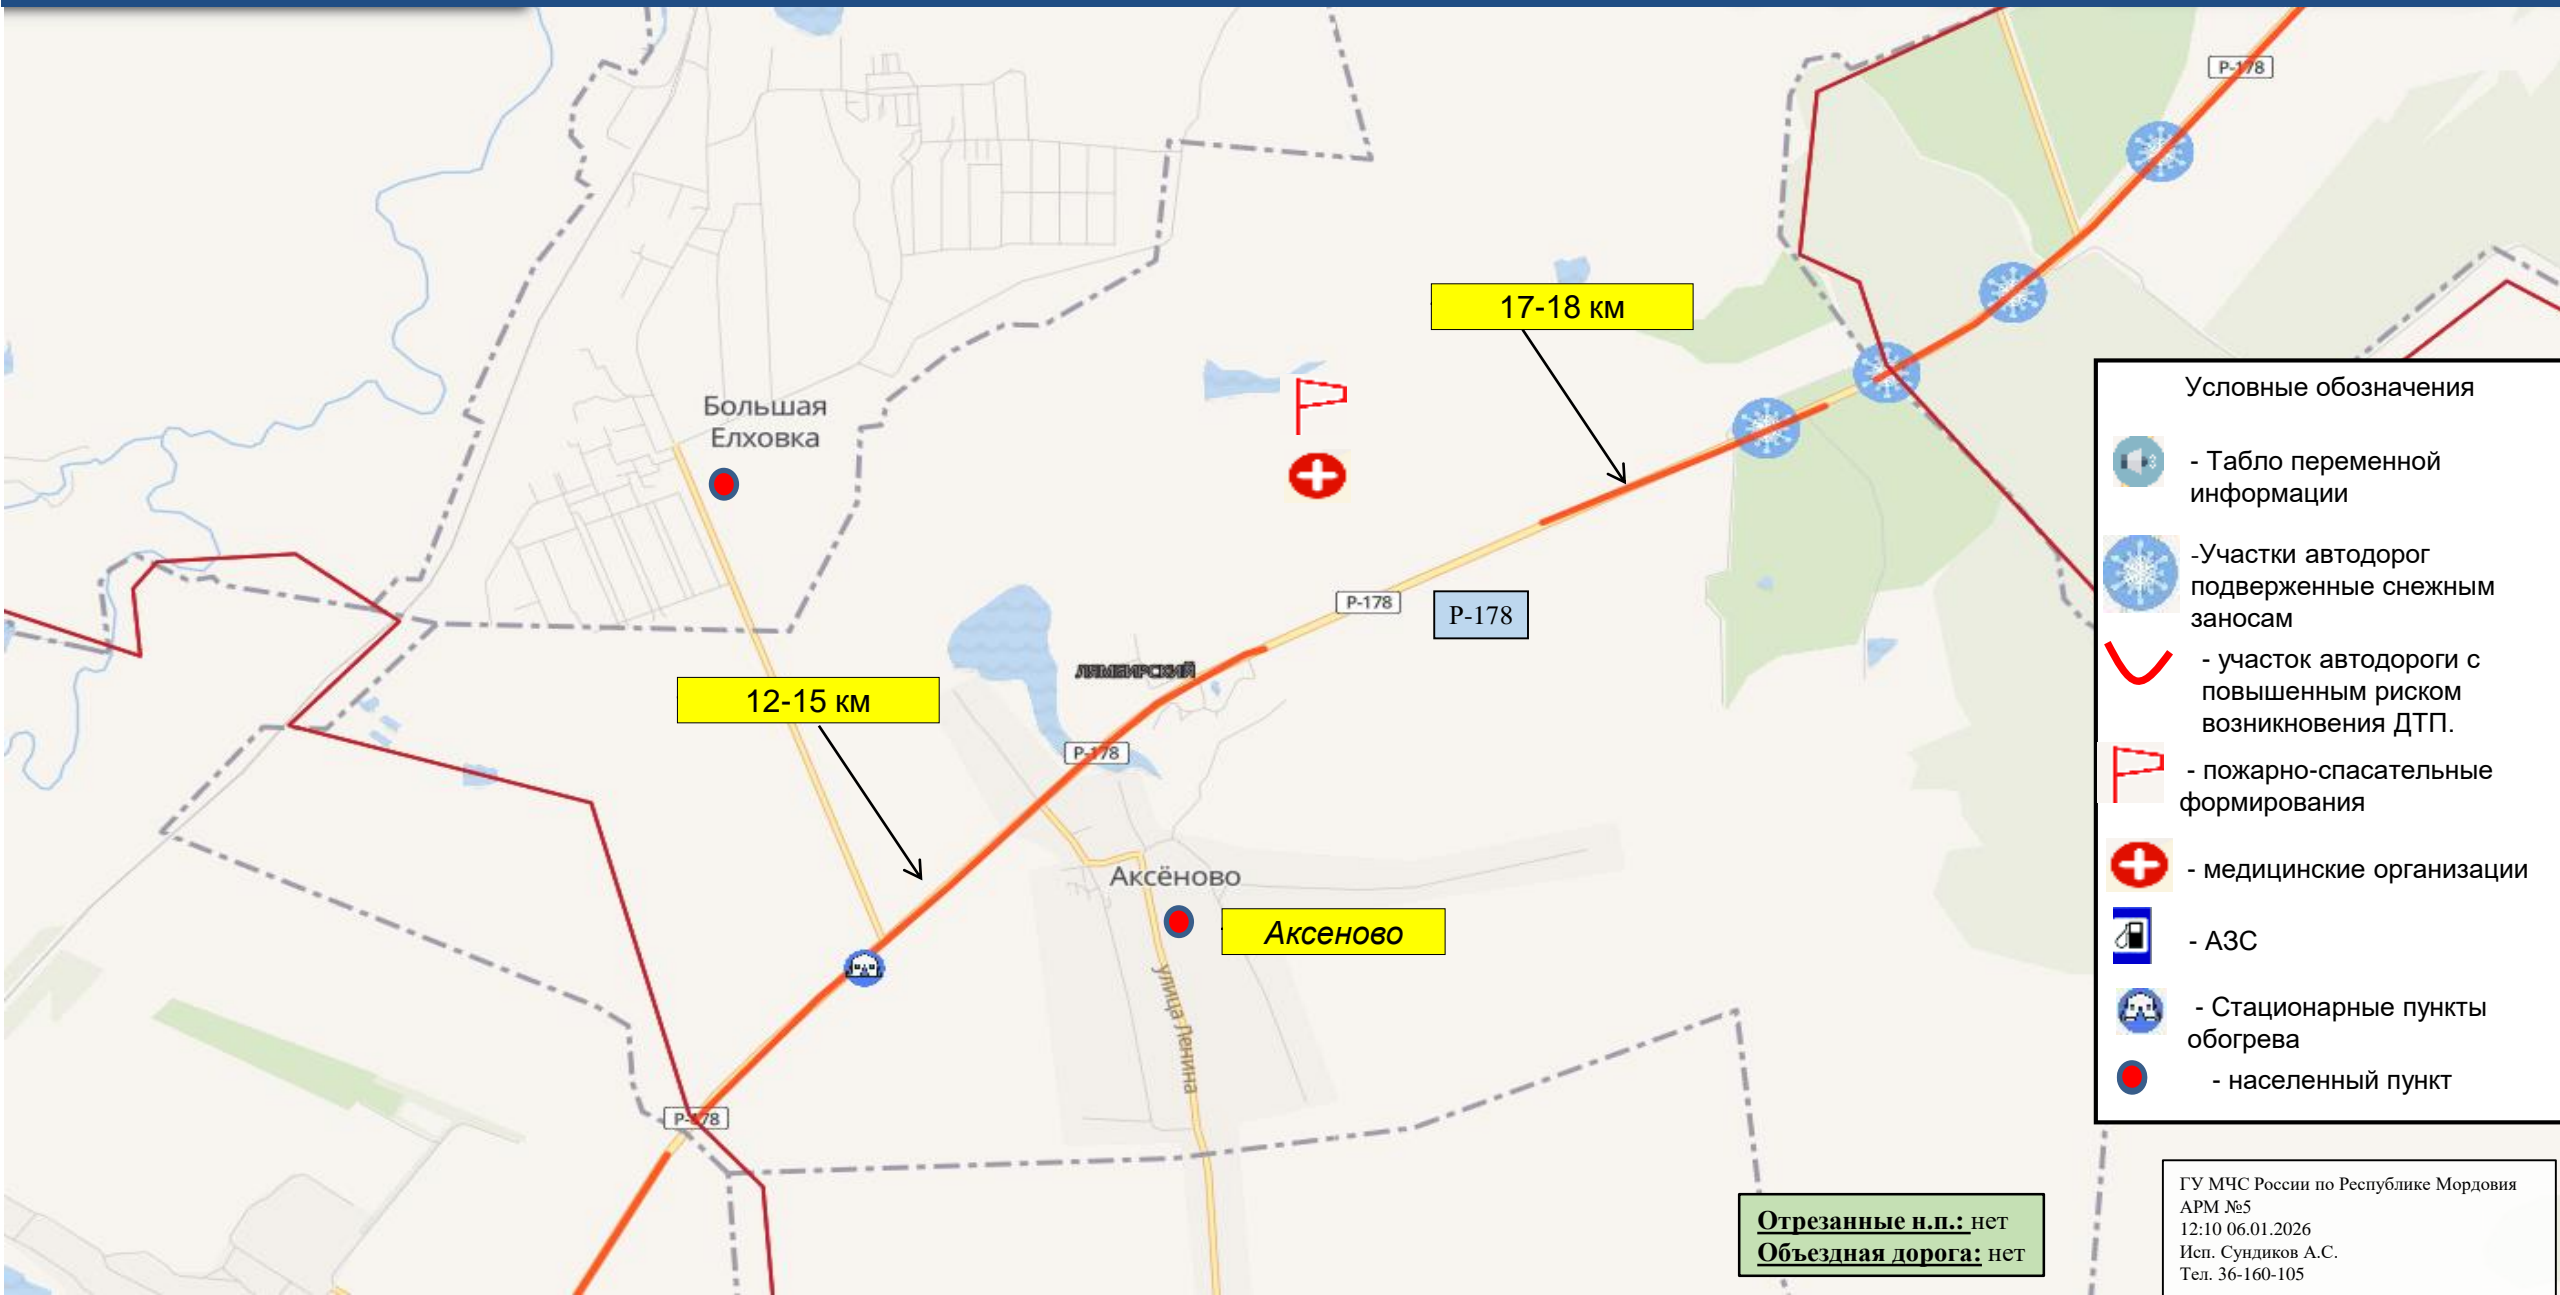 Р-178
17-18 км
Большая
Елховка
Р-178
Р-178
ЛЯМБИРСКИЙ
12-15 км
Р-178
Аксёново
Аксеново
улица Ленина
Р-178
Условные обозначения
- Табло переменной
информации
-Участки автодорог
подверженные снежным
заносам
- участок автодороги с
повышенным риском
возникновения ДТП.
- пожарно-спасательные
формирования
- медицинские организации
- АЗС
- Стационарные пункты
обогрева
- населенный пункт
Отрезанные н.п.: нет
Объездная дорога: нет
ГУ МЧС России по Республике Мордовия
АРМ №5
12:10 06.01.2026
Исп. Сундиков А.С.
Тел. 36-160-105